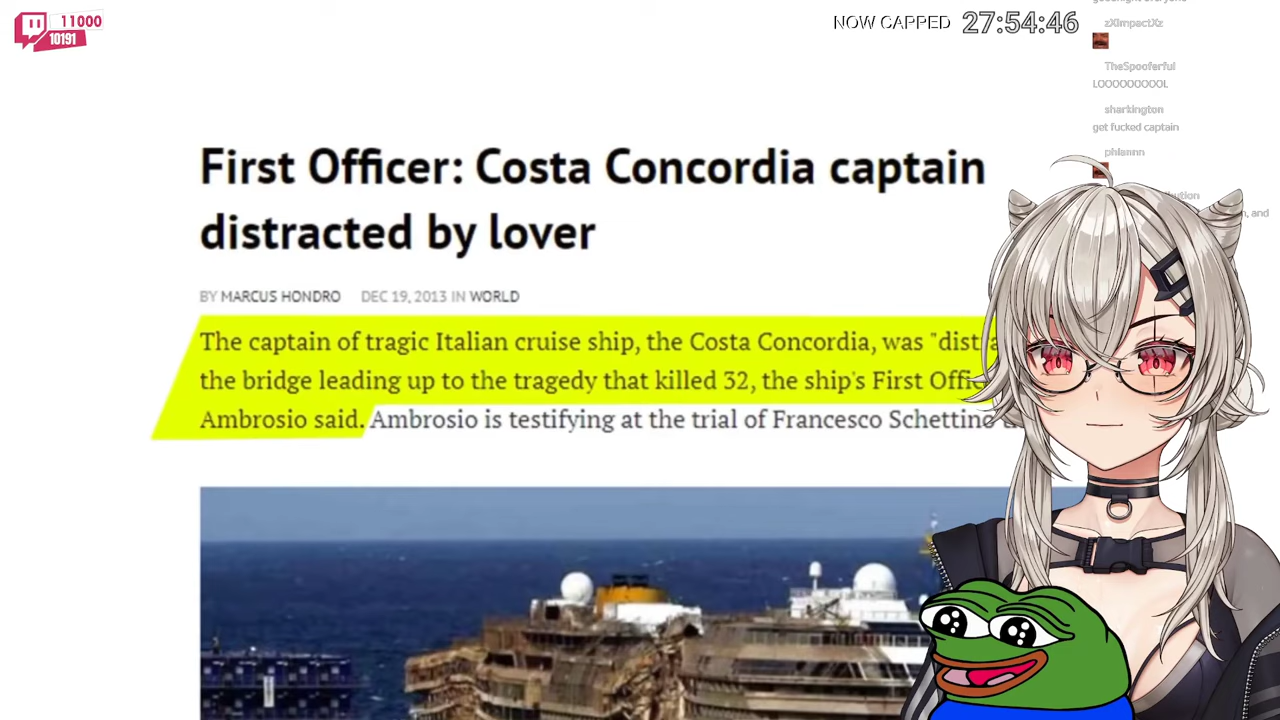 11000
10191
NOW CAPPED 27:54:46
zXImpactXz
TheSpooferful
LOOOOOOOOOL
sharkington
get fucked captain
phlamnn
and
First Officer: Costa Concordia captain
distracted by lover
BY MARCUS HONDRO DEC 19, 2013 IN WORLD
The captain of tragic Italian cruise ship, the Costa Concordia, was
the bridge leading up to the tragedy that killed 32, the ship's First
Ambrosio said. Ambrosio is testifying at the trial of Francesco Schettino